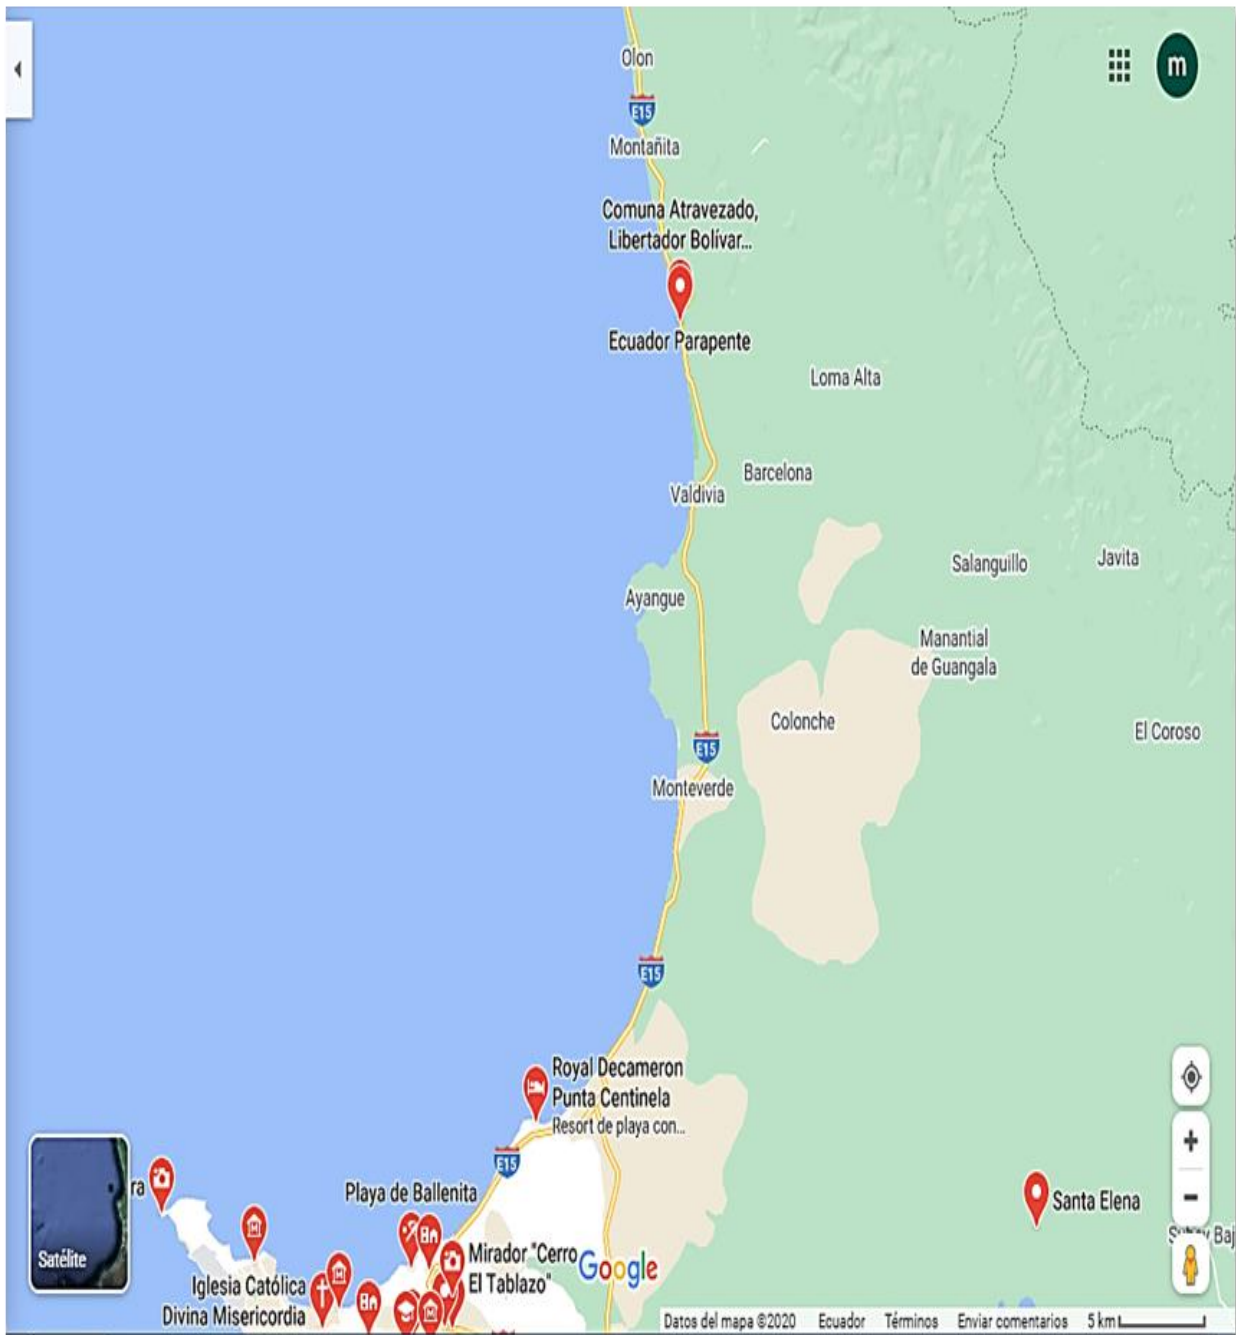 Olon
m
E15
Montañita
Comuna Atravezado,
Libertador Bolívar...
Ecuador Parapente
Loma Alta
Barcelona
Valdivia
Salanguillo
Javita
Ayangue
Manantial
de Guangala
Colonche
El Coroso
E15
Monteverde
E15
Royal Decameron
Punta Centinela
Resort de playa con...
E15
ra
Playa de Ballenita
Santa Elena
Satélite
Mirador "Cerro
El Tablazo"
Google
Iglesia Católica
Divina Misericordia
Datos del mapa ©2020 Ecuador Términos Enviar comentarios 5 km